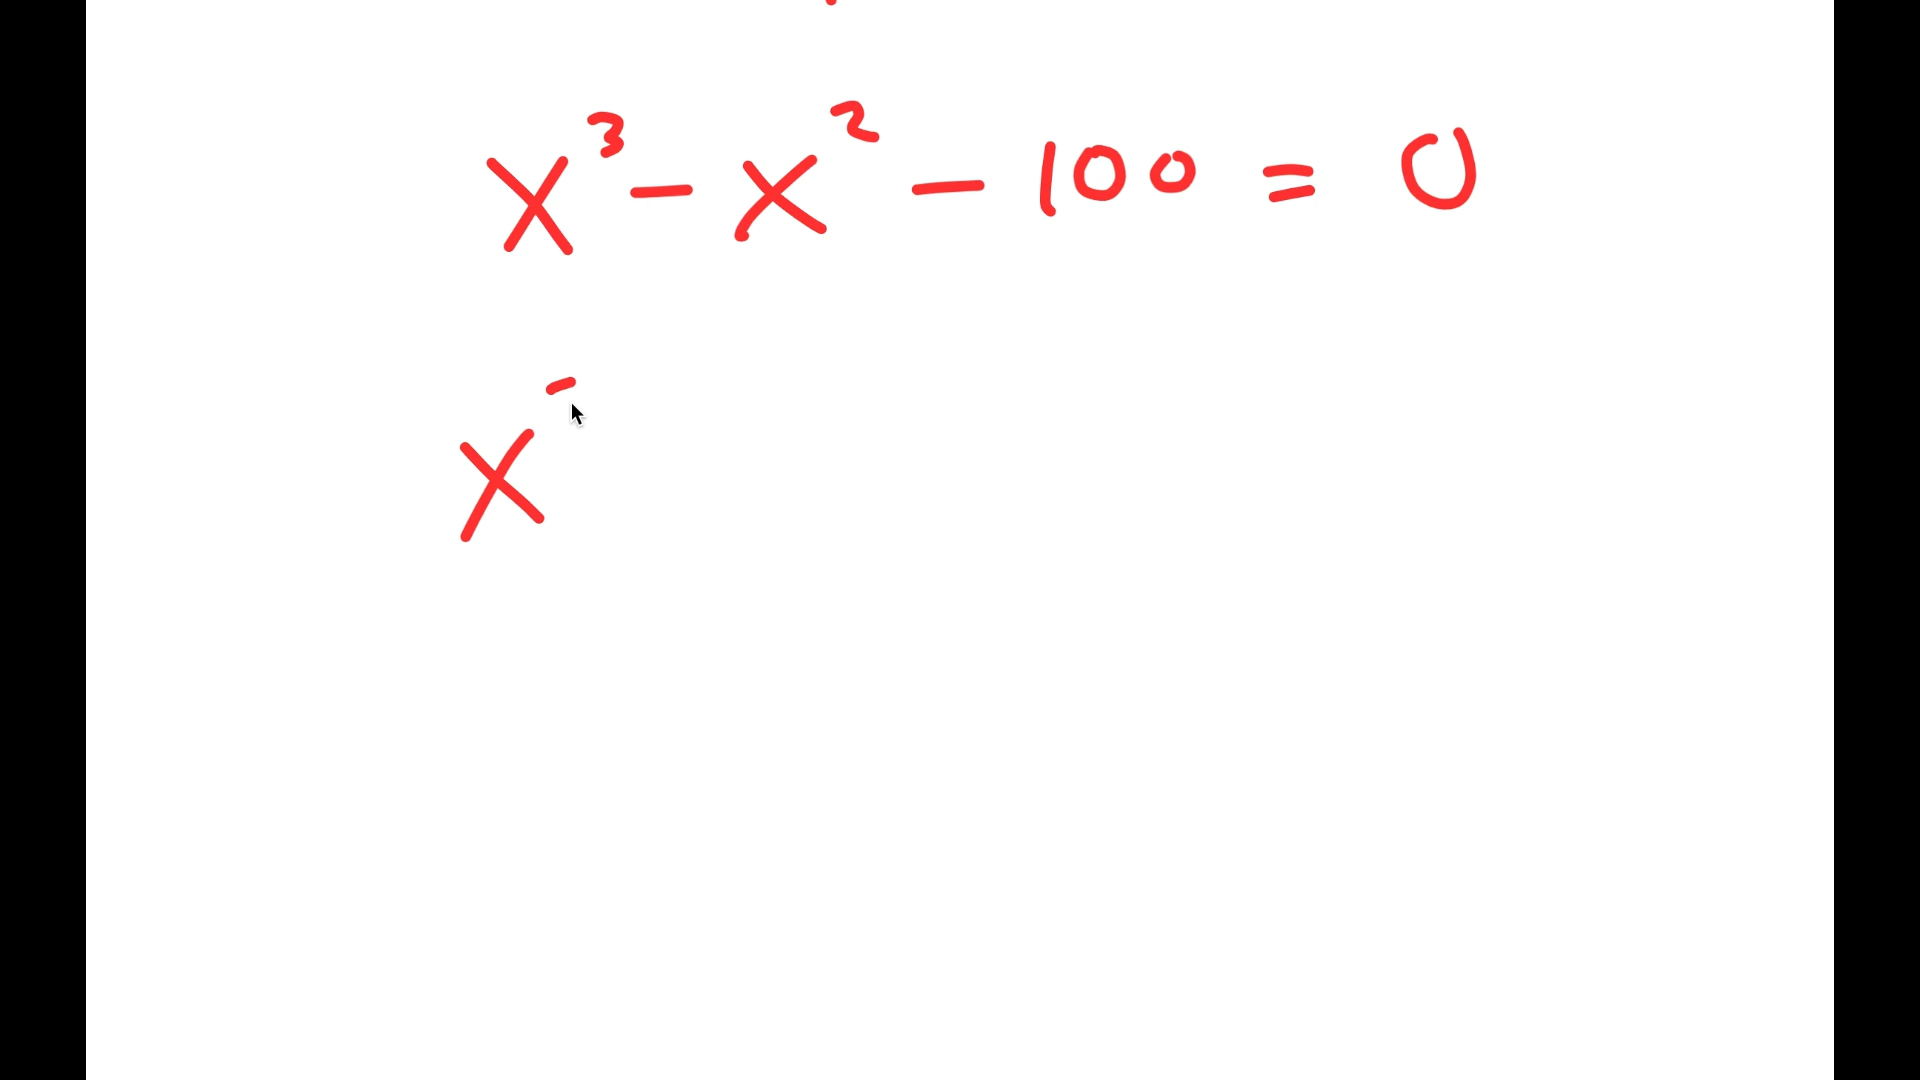 x³ - x² - 100 = 0
x